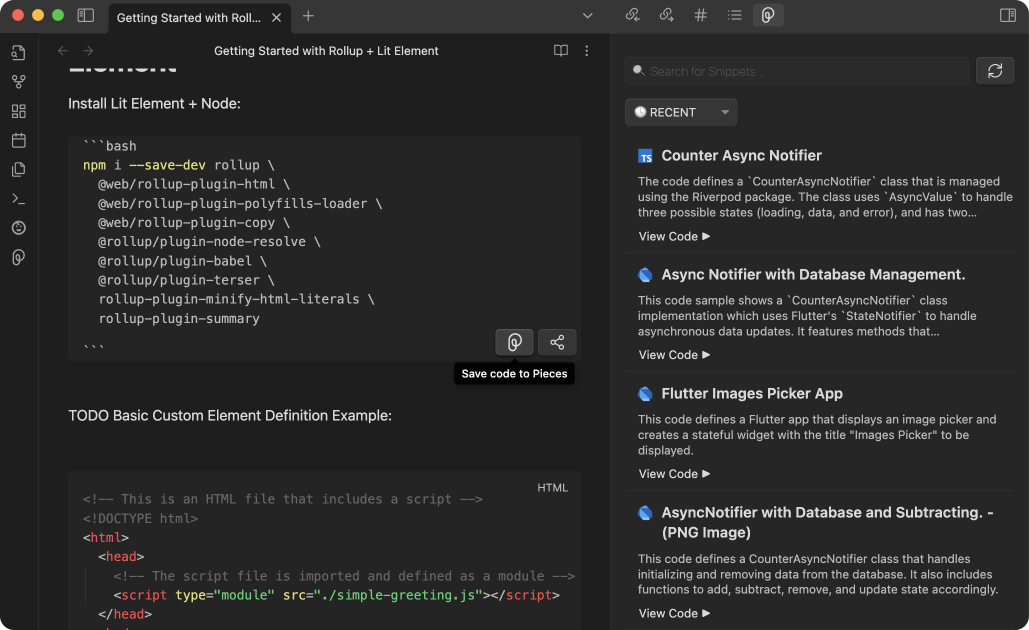 Getting Started with Roll...
Getting Started with Rollup + Lit Element
Element
Install Lit Element + Node:
```bash
npm i --save-dev rollup \
@web/rollup-plugin-html \
@web/rollup-plugin-polyfills-loader \
@web/rollup-plugin-copy \
@rollup/plugin-node-resolve \
@rollup/plugin-babel \
@rollup/plugin-terser \
rollup-plugin-minify-html-literals \
rollup-plugin-summary
```
Save code to Pieces
TODO Basic Custom Element Definition Example:
HTML
<!-- This is an HTML file that includes a script -->
<!DOCTYPE html>
<html>
<head>
<!-- The script file is imported and defined as a module -->
<script type="module" src="./simple-greeting.js"></script>
</head>
Search for Snippets...
RECENT
TS
Counter Async Notifier
The code defines a `CounterAsyncNotifier` class that is managed
using the Riverpod package. The class uses `AsyncValue` to handle
three possible states (loading, data, and error), and has two...
View Code ▶
Async Notifier with Database Management.
This code sample shows a `CounterAsyncNotifier` class
implementation which uses Flutter's `StateNotifier` to handle
asynchronous data updates. It features methods that...
View Code ▶
Flutter Images Picker App
This code defines a Flutter app that displays an image picker and
creates a stateful widget with the title "Images Picker" to be
displayed.
View Code ▶
AsyncNotifier with Database and Subtracting. -
(PNG Image)
This code defines a CounterAsyncNotifier class that handles
initializing and removing data from the database. It also includes
functions to add, subtract, remove, and update state accordingly.
View Code ▶